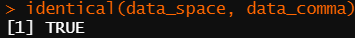 > identical(data_space, data_comma)
[1] TRUE